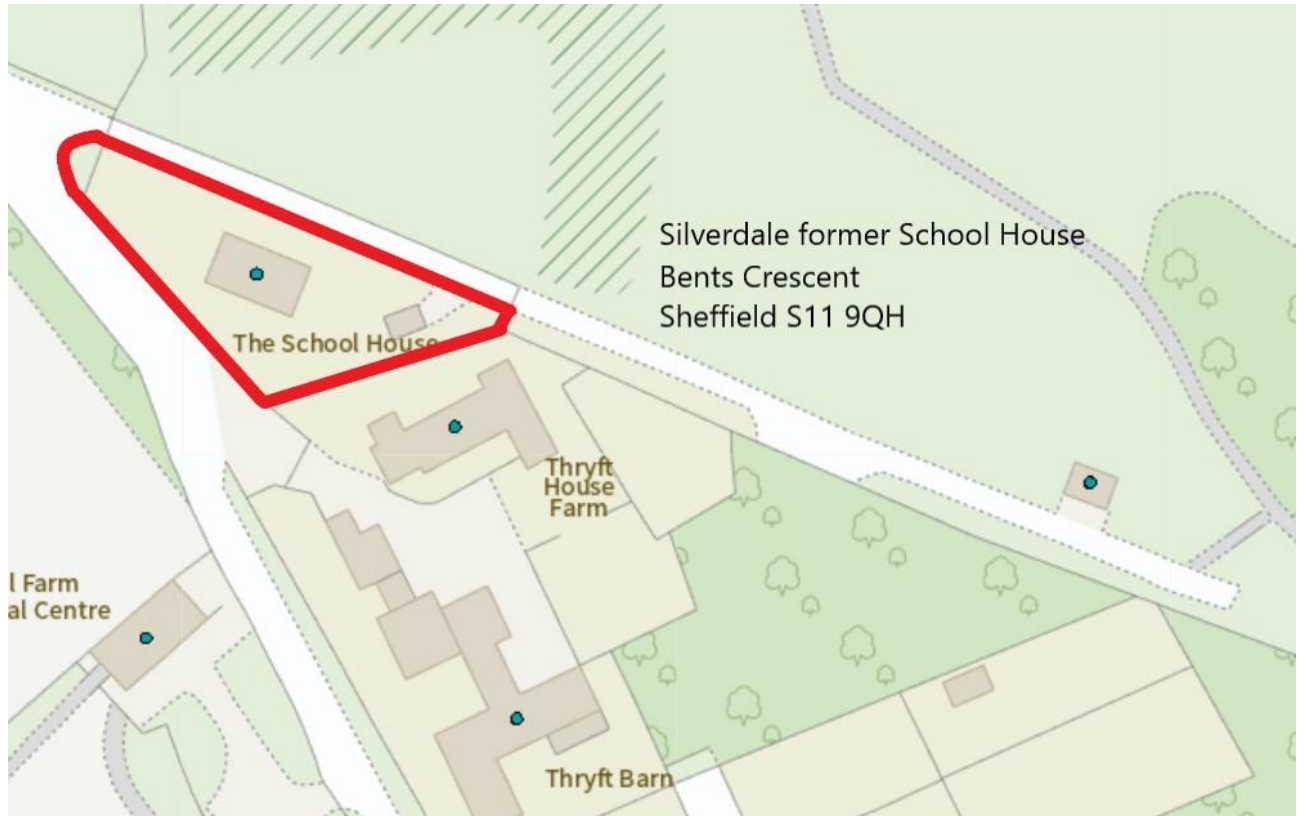 Silverdale former School House
Bents Crescent
Sheffield S11 9QH
The School House
Thryft
House
Farm
l Farm
al Centre
Thryft Barn